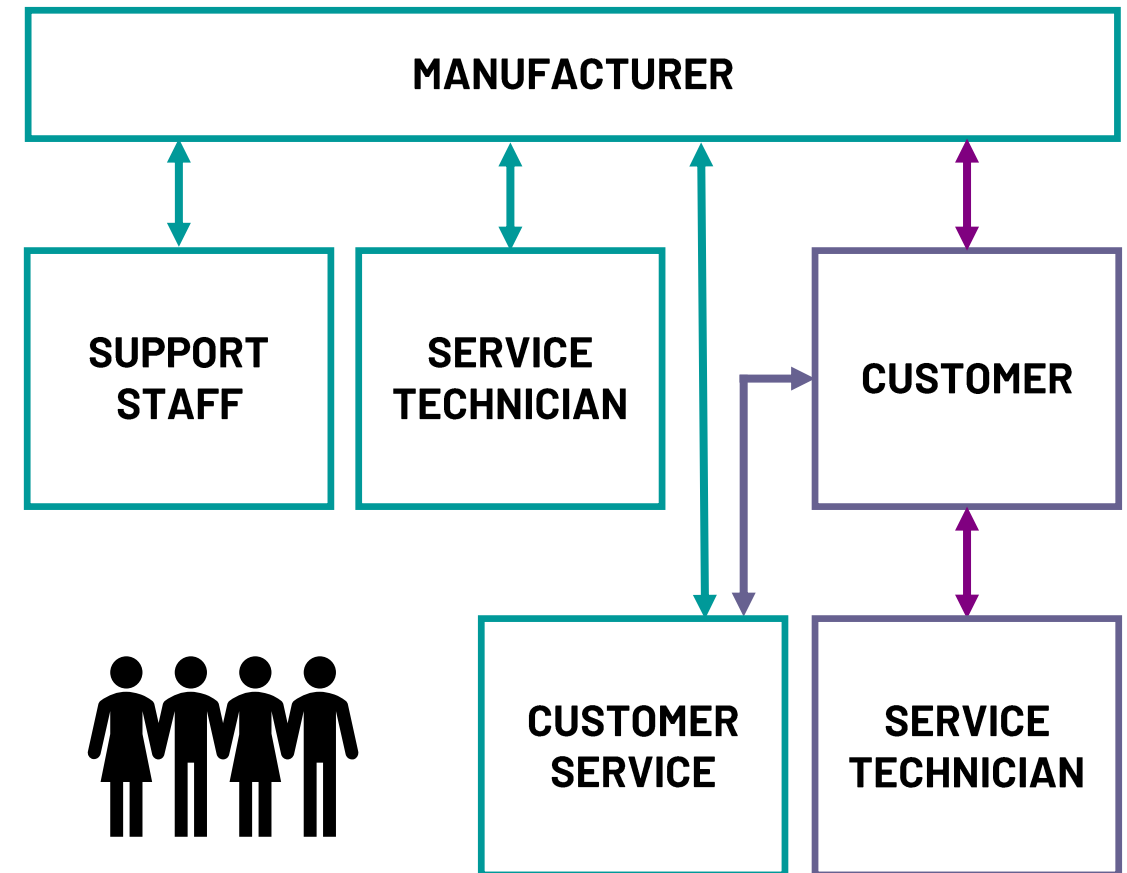 MANUFACTURER
SUPPORT
STAFF
SERVICE
TECHNICIAN
CUSTOMER
CUSTOMER
SERVICE
SERVICE
TECHNICIAN